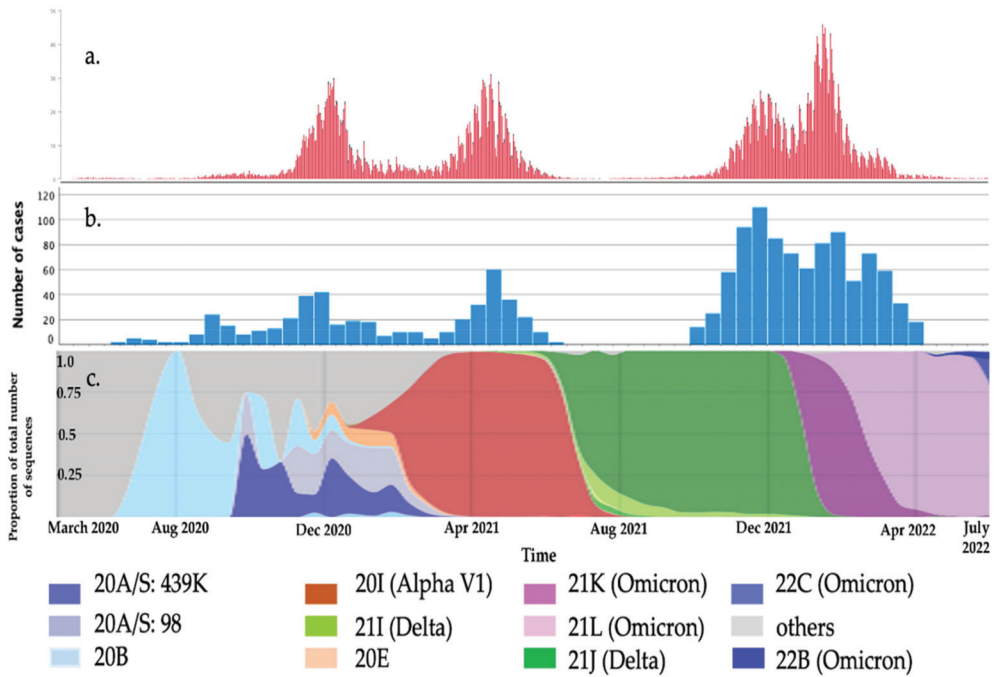 a.
Number of cases
120
100
80
60
40
20
0
b.
Proportion of total number
of sequences
1.0
0.75
0.5
0.25
c.
March 2020 Aug 2020 Dec 2020 Apr 2021 Aug 2021 Dec 2021 Apr 2022 July
2022
Time
20A/S: 439K 20I (Alpha V1) 21K (Omicron) 22C (Omicron)
20A/S: 98 21I (Delta) 21L (Omicron) others
20B 20E 21J (Delta) 22B (Omicron)